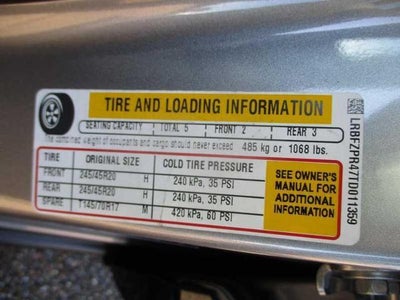 TIRE AND LOADING INFORMATION
SEATING CAPACITY TOTAL 5 FRONT 2 REAR 3
The combined weight of occupants and cargo should never exceed 485 kg or 1068 lbs.
TIRE ORIGINAL SIZE COLD TIRE PRESSURE
FRONT 245/45R20 H 240 kPa, 35 PSI
REAR 245/45R20 H 240 kPa, 35 PSI
SPARE T145/70R17 M 420 kPa, 60 PSI
SEE OWNER'S
MANUAL FOR
ADDITIONAL
INFORMATION